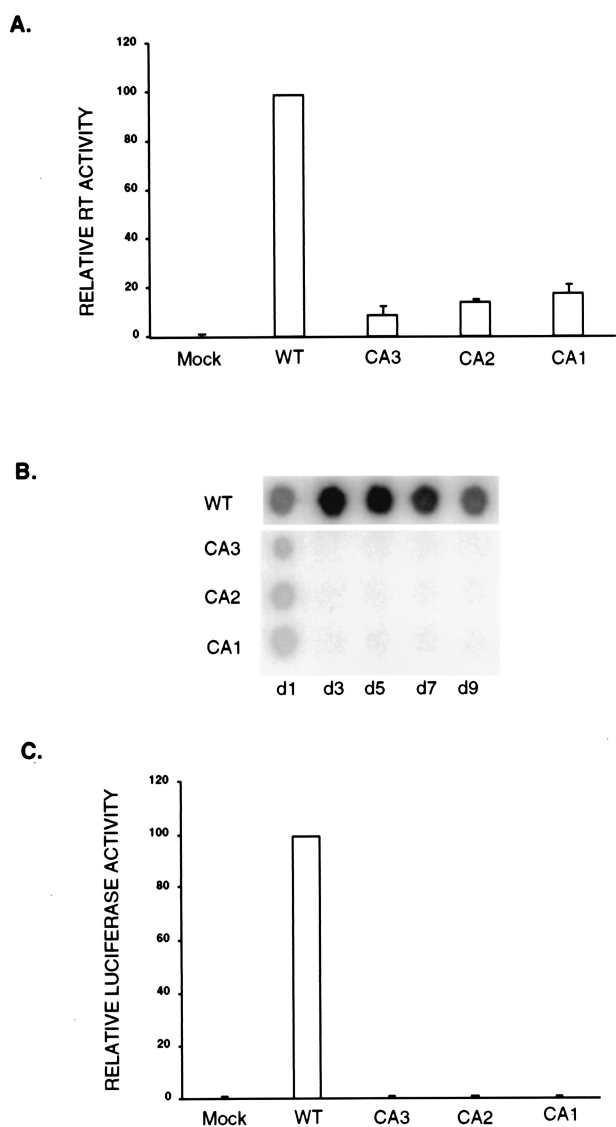 A.
RELATIVE RT ACTIVITY
120
100
80
60
40
20
0
Mock WT CA3 CA2 CA1
B.
WT
CA3
CA2
CA1
d1 d3 d5 d7 d9
C.
RELATIVE LUCIFERASE ACTIVITY
120
100
80
60
40
20
0
Mock WT CA3 CA2 CA1